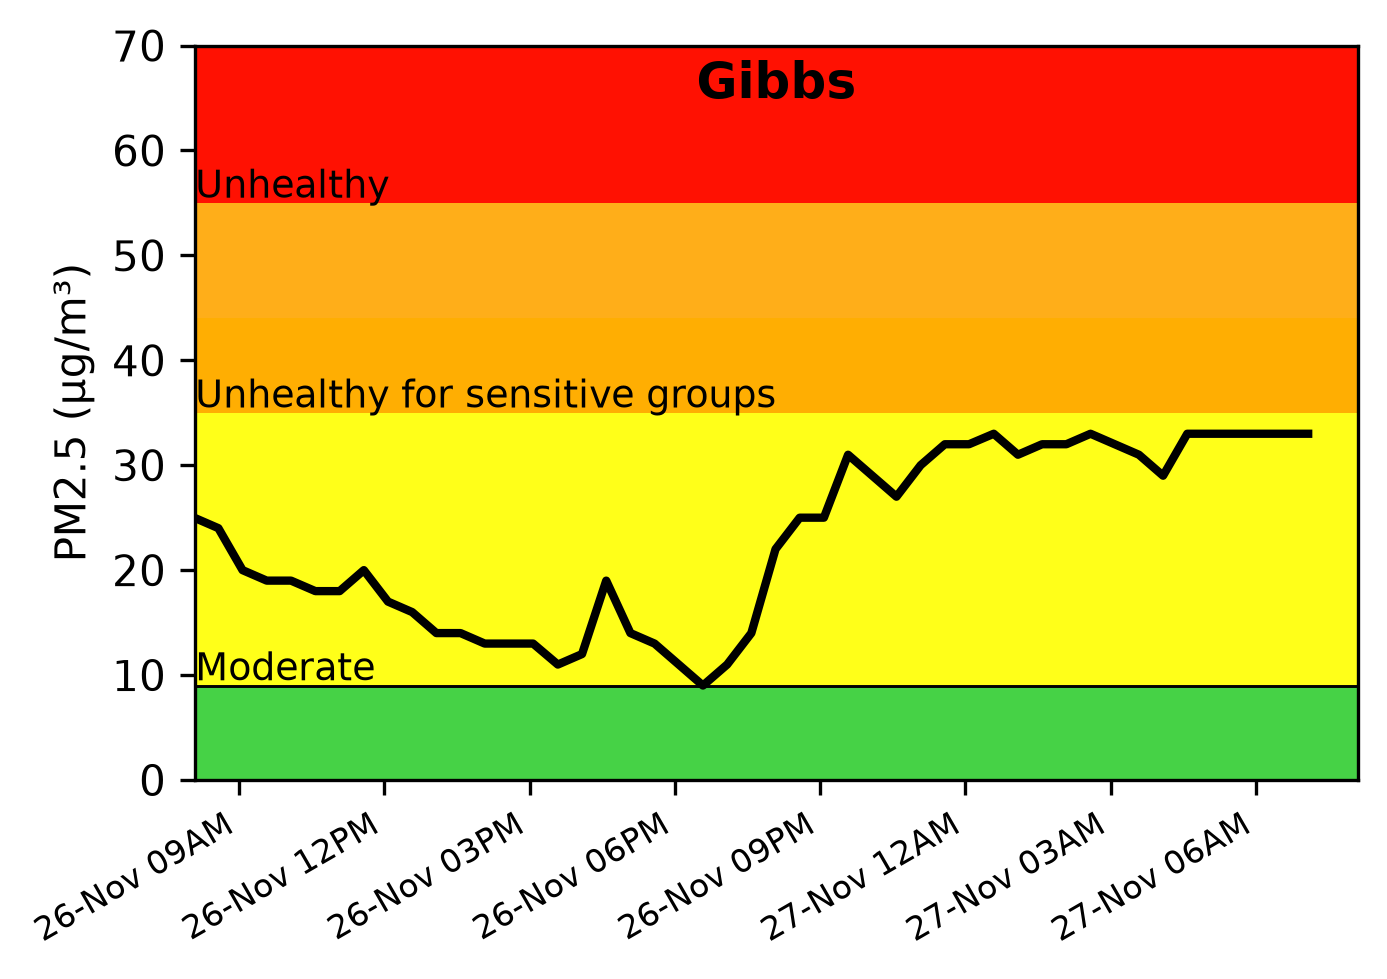 Gibbs
PM2.5 (µg/m³)
70
60
50
40
30
20
10
0
Unhealthy
Unhealthy for sensitive groups
Moderate
26-Nov 09AM
26-Nov 12PM
26-Nov 03PM
26-Nov 06PM
26-Nov 09PM
27-Nov 12AM
27-Nov 03AM
27-Nov 06AM